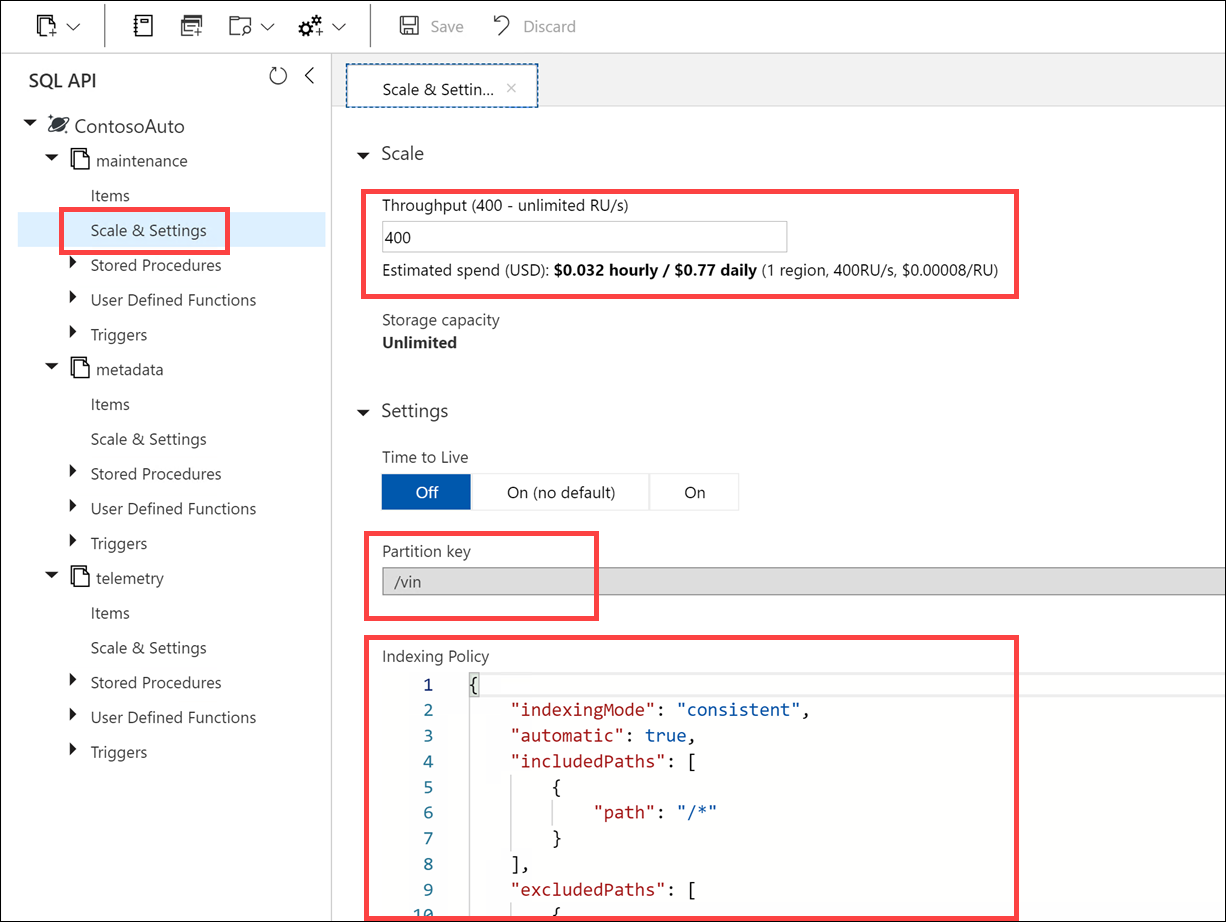 Save
Discard
SQL API
ContosoAuto
maintenance
Items
Scale & Settings
Stored Procedures
User Defined Functions
Triggers
metadata
Items
Scale & Settings
Stored Procedures
User Defined Functions
Triggers
telemetry
Items
Scale & Settings
Stored Procedures
User Defined Functions
Triggers
Scale & Settin...
Scale
Throughput (400 - unlimited RU/s)
400
Estimated spend (USD): $0.032 hourly / $0.77 daily (1 region, 400RU/s, $0.00008/RU)
Storage capacity
Unlimited
Settings
Time to Live
Off On (no default) On
Partition key
/vin
Indexing Policy
1 {
2 "indexingMode": "consistent",
3 "automatic": true,
4 "includedPaths": [
5 {
6 "path": "/*"
7 }
8 ],
9 "excludedPaths": [
10 {